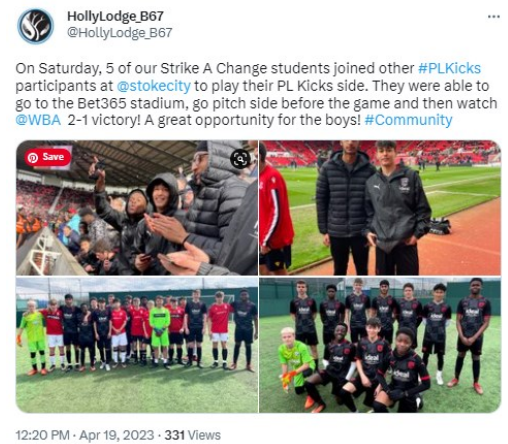 HollyLodge_B67
@HollyLodge_B67
...
On Saturday, 5 of our Strike A Change students joined other #PLKicks
participants at @stokecity to play their PL Kicks side. They were able to
go to the Bet365 stadium, go pitch side before the game and then watch
@WBA 2-1 victory! A great opportunity for the boys! #Community
Save
12:20 PM · Apr 19, 2023 · 331 Views